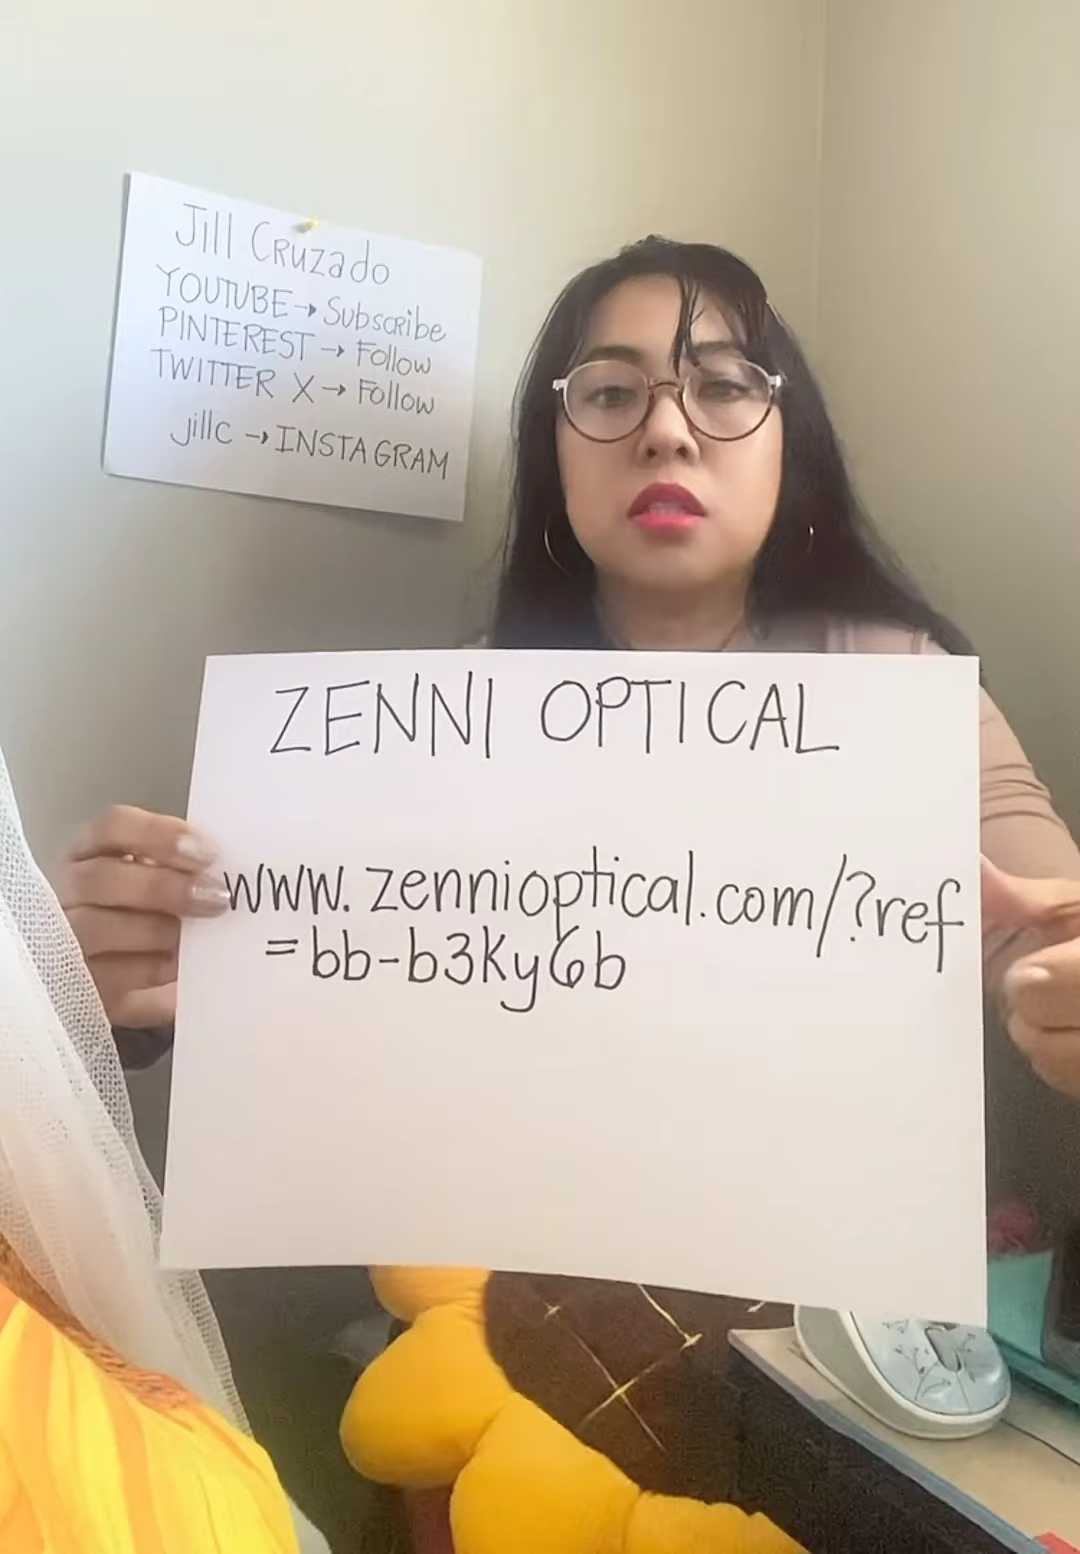 Jill Cruzado
YOUTUBE → Subscribe
PINTEREST → Follow
TWITTER X → Follow
jillc → INSTAGRAM
ZENNI OPTICAL
www.zennioptical.com/?ref
=bb-b3ky6b